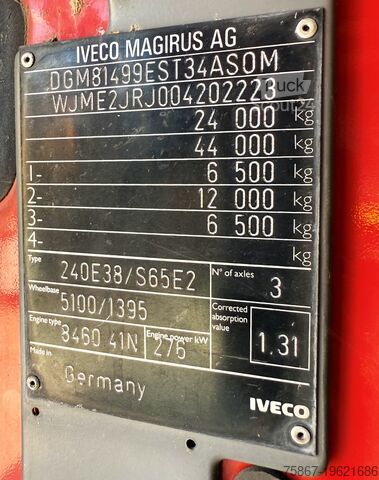 IVECO MAGIRUS AG
DGM81499EST34ASOM
WJME2JRJ004202223
24 000 kg
44 000 kg
1- 6 500 kg
2- 12 000 kg
3- 6 500 kg
4- kg
Type 240E38/S65E2
N° of axles 3
Wheelbase 5100/1395
Corrected absorption value 1.31
Engine type 8460 41N
Engine power kW 276
Made in Germany
IVECO
75867-19621686